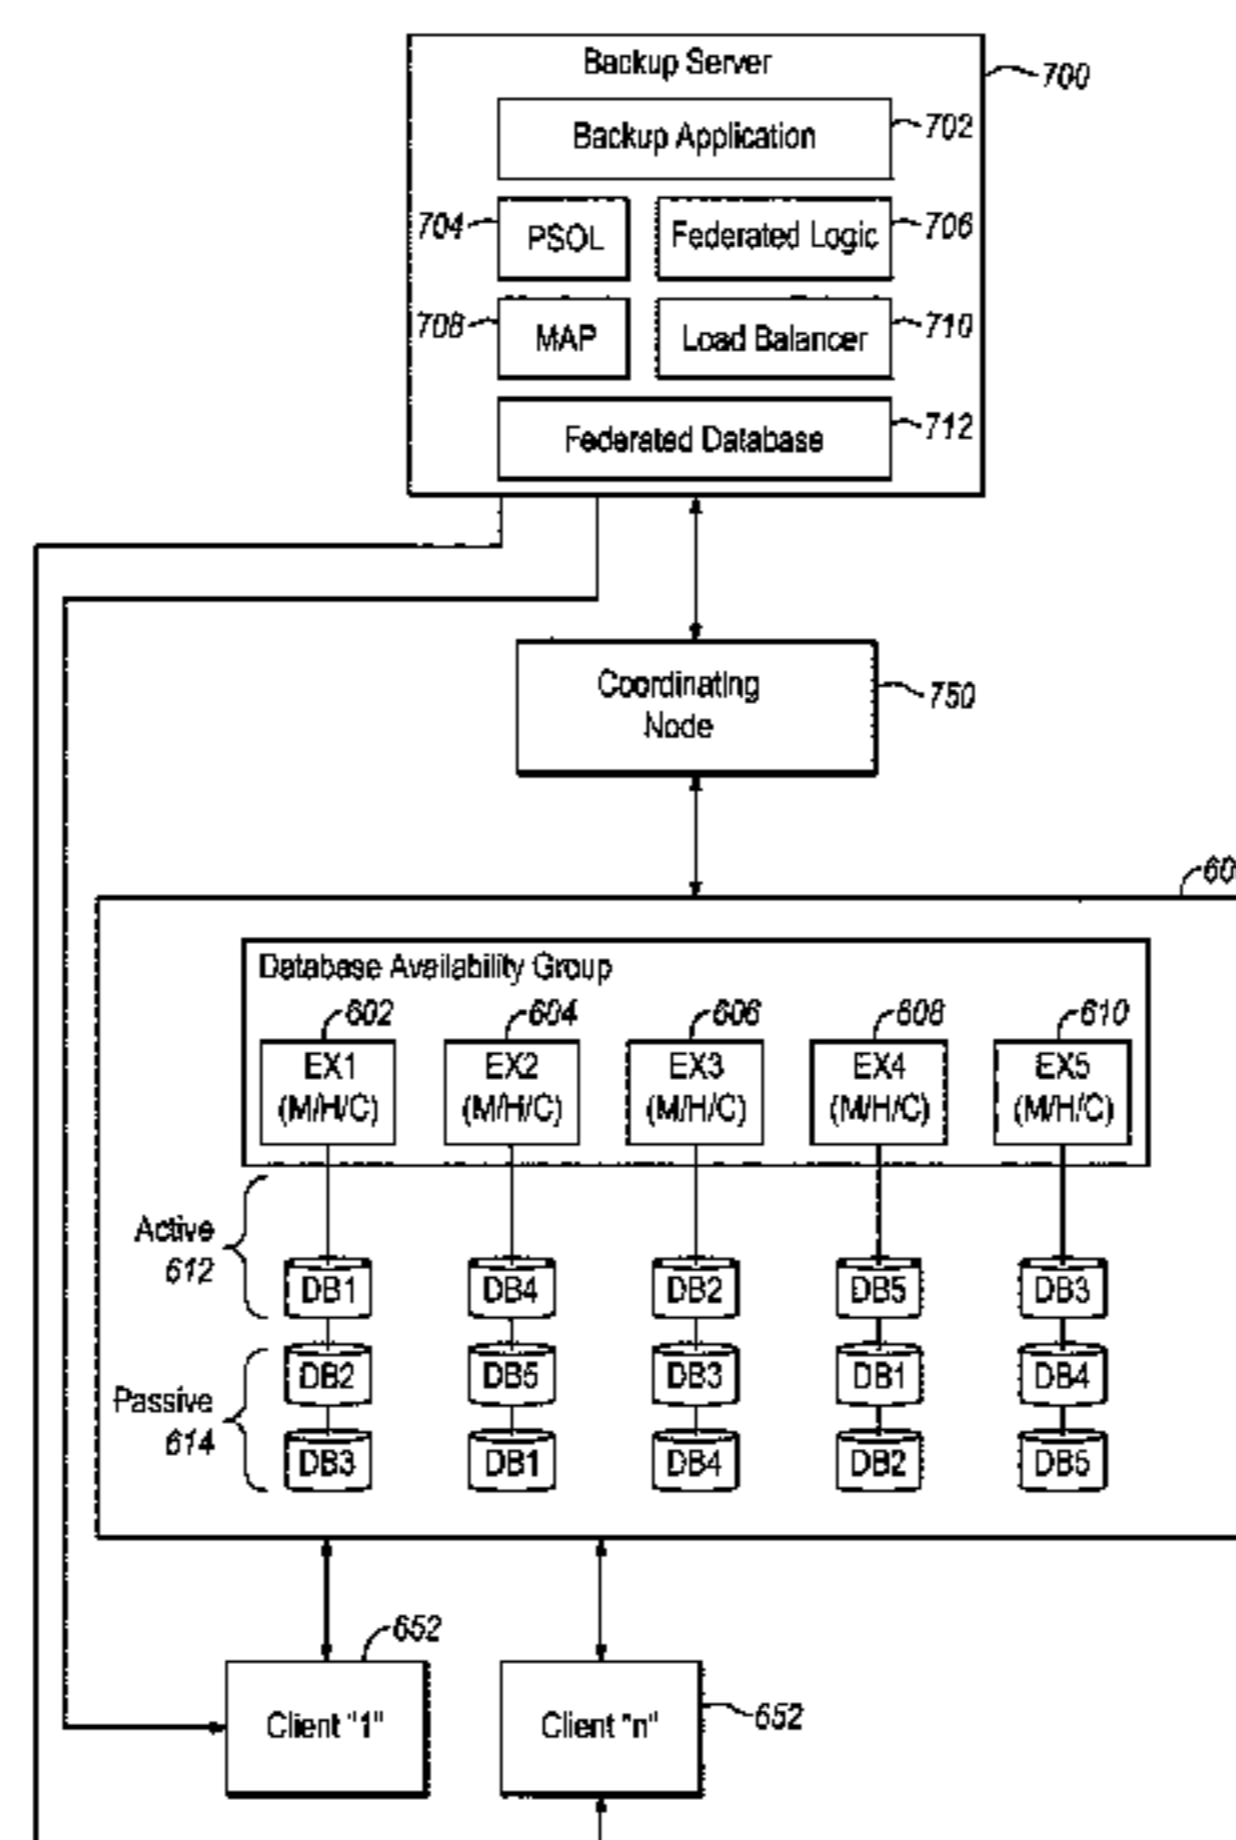 Backup Server
700
Backup Application
702
704
PSOL
Federated Logic
706
708
MAP
Load Balancer
710
Federated Database
712
Coordinating
Node
750
60
Database Availability Group
602 604 606 608 610
EX1 EX2 EX3 EX4 EX5
(M/H/C) (M/H/C) (M/H/C) (M/H/C) (M/H/C)
Active
612
DB1 DB4 DB2 DB5 DB3
Passive
614
DB2 DB5 DB3 DB1 DB4
DB3 DB1 DB4 DB2 DB5
652
Client "1"
Client "n"
652